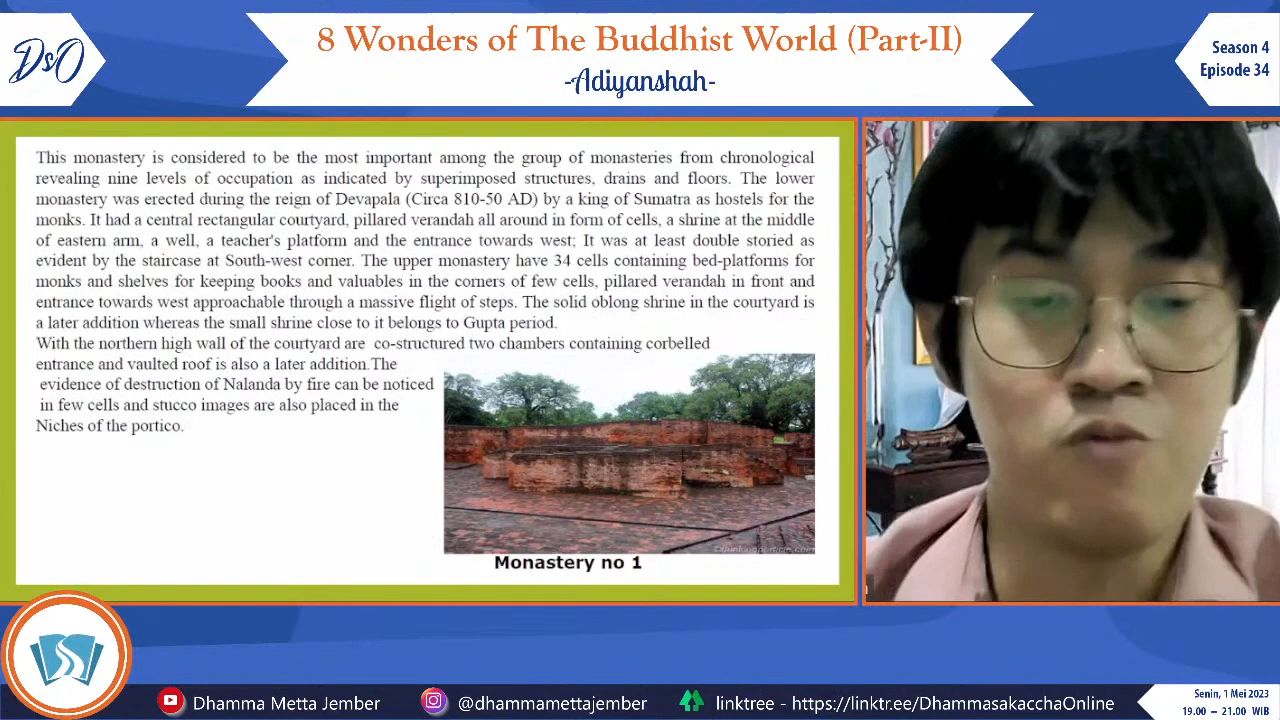 DsO
8 Wonders of The Buddhist World (Part-II)
-Adiyanshah-
Season 4
Episode 34
This monastery is considered to be the most important among the group of monasteries from chronological
revealing nine levels of occupation as indicated by superimposed structures, drains and floors. The lower
monastery was erected during the reign of Devapala (Circa 810-50 AD) by a king of Sumatra as hostels for the
monks. It had a central rectangular courtyard, pillared verandah all around in form of cells, a shrine at the middle
of eastern arm, a well, a teacher's platform and the entrance towards west; It was at least double storied as
evident by the staircase at South-west corner. The upper monastery have 34 cells containing bed-platforms for
monks and shelves for keeping books and valuables in the corners of few cells, pillared verandah in front and
entrance towards west approachable through a massive flight of steps. The solid oblong shrine in the courtyard is
a later addition whereas the small shrine close to it belongs to Gupta period.
With the northern high wall of the courtyard are co-structured two chambers containing corbelled
entrance and vaulted roof is also a later addition.The
evidence of destruction of Nalanda by fire can be noticed
in few cells and stucco images are also placed in the
Niches of the portico.
Monastery no 1
Dhamma Metta Jember
@dhammamettajember
linktree - https://linktr.ee/DhammasakacchaOnline
Senin, 1 Mei 2023
19.00 – 21.00 WIB